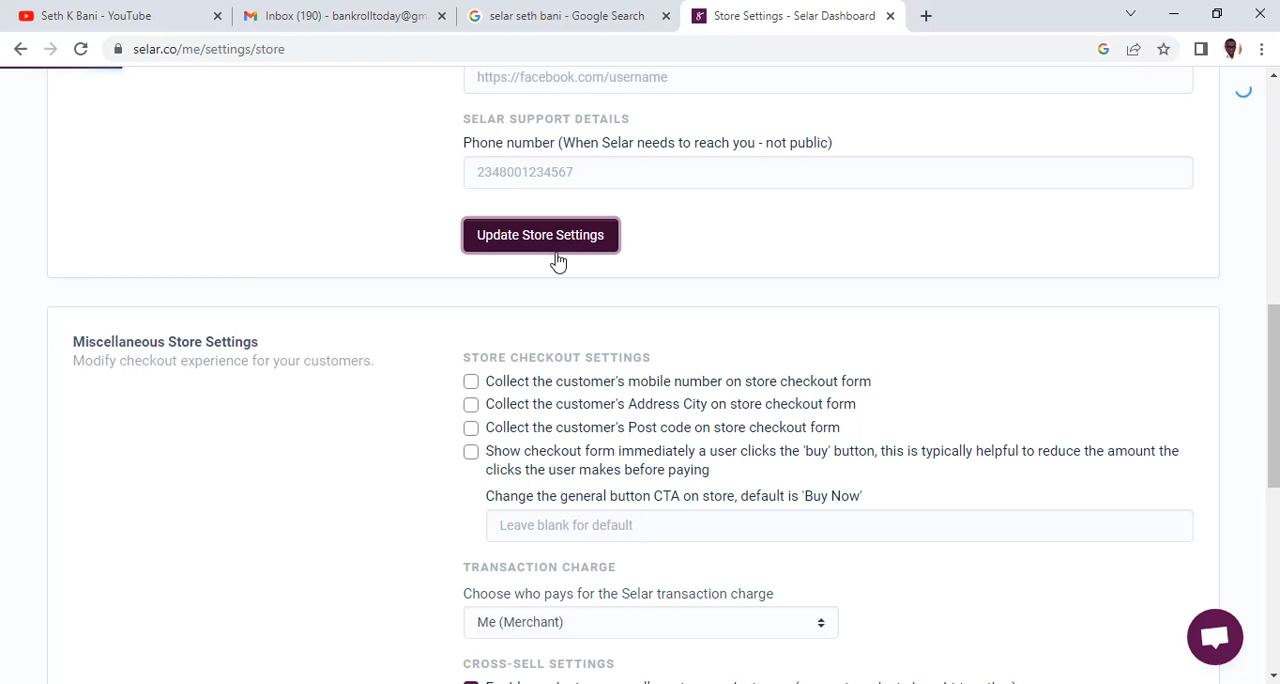 Seth K Bani - YouTube
Inbox (190) - bankrolltoday@gm
selar seth bani - Google Search
Store Settings - Selar Dashboard
selar.co/me/settings/store
https://facebook.com/username
SELAR SUPPORT DETAILS
Phone number (When Selar needs to reach you - not public)
2348001234567
Update Store Settings
Miscellaneous Store Settings
Modify checkout experience for your customers.
STORE CHECKOUT SETTINGS
Collect the customer's mobile number on store checkout form
Collect the customer's Address City on store checkout form
Collect the customer's Post code on store checkout form
Show checkout form immediately a user clicks the 'buy' button, this is typically helpful to reduce the amount the
clicks the user makes before paying
Change the general button CTA on store, default is 'Buy Now'
Leave blank for default
TRANSACTION CHARGE
Choose who pays for the Selar transaction charge
Me (Merchant)
CROSS-SELL SETTINGS